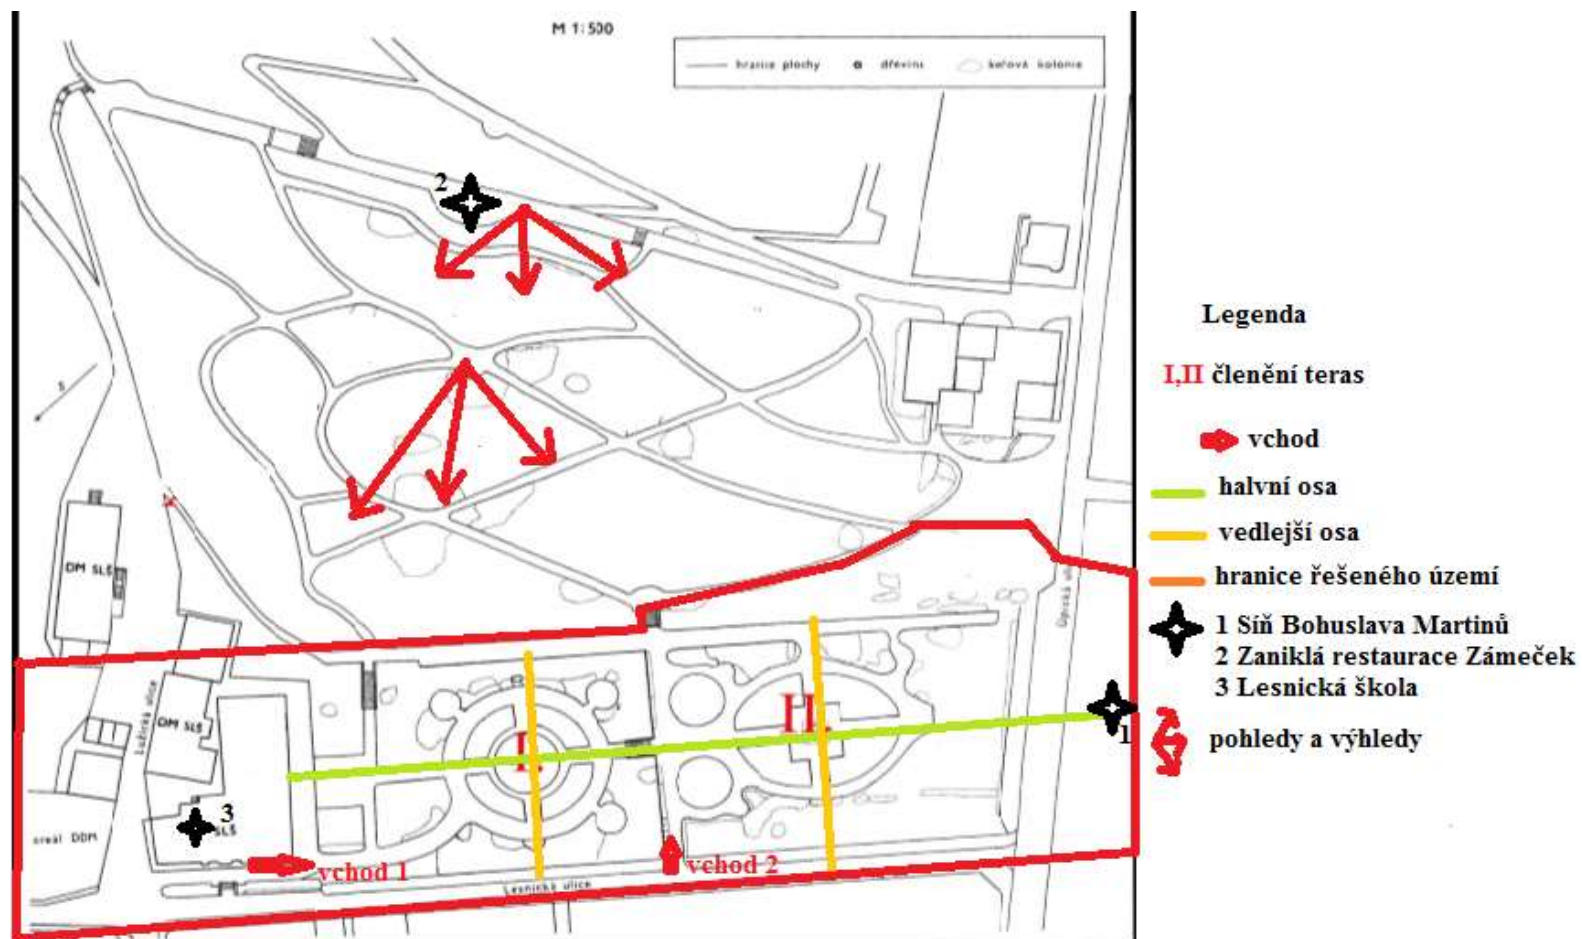 M 1:500
hranice plochy dřevina keřová kolonie
2
S
DM SLŠ
Lužická ulice
DM SLŠ
3
SLŠ
areál DDM
I.
II.
1
vchod 1
vchod 2
Lesnická ulice
Legenda
I,II členění teras
vchod
halvní osa
vedlejší osa
hranice řešeného území
1 Síň Bohuslava Martinů
2 Zaniklá restaurace Zámeček
3 Lesnická škola
pohledy a výhledy